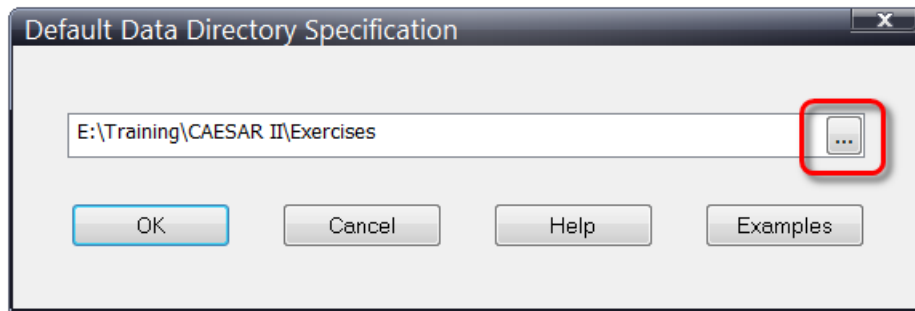 Default Data Directory Specification
x
E:\Training\CAESAR II\Exercises
...
OK Cancel Help Examples